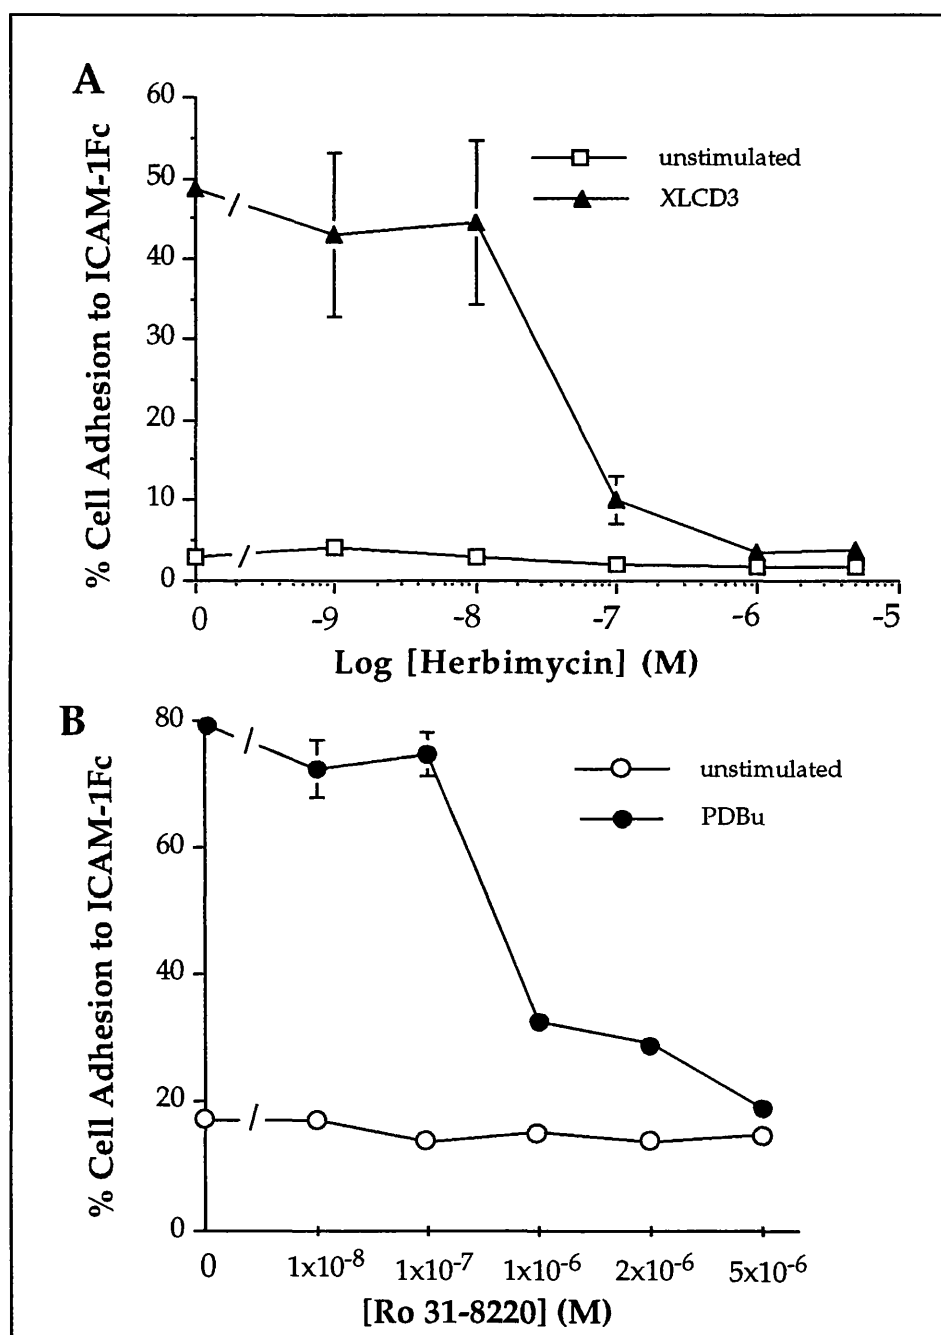 A
% Cell Adhesion to ICAM-1Fc
60
50
40
30
20
10
0
unstimulated
XLCD3
0 -9 -8 -7 -6 -5
Log [Herbimycin] (M)
B
% Cell Adhesion to ICAM-1Fc
80
60
40
20
0
unstimulated
PDBu
0 1x10-8 1x10-7 1x10-6 2x10-6 5x10-6
[Ro 31-8220] (M)